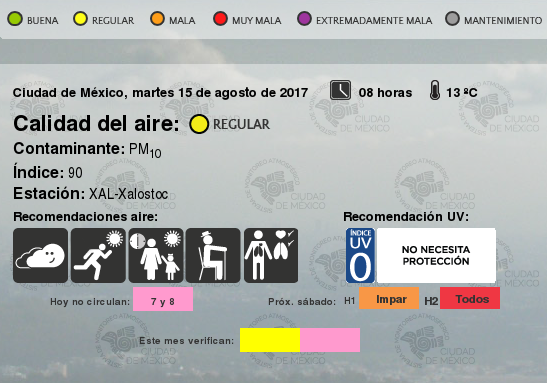 BUENA REGULAR MALA MUY MALA EXTREMADAMENTE MALA MANTENIMIENTO
Ciudad de México, martes 15 de agosto de 2017 08 horas 13 ºC
Calidad del aire: REGULAR
Contaminante: PM10
Índice: 90
Estación: XAL-Xalostoc
Recomendaciones aire: Recomendación UV:
ÍNDICE
UV
0
NO NECESITA
PROTECCIÓN
Hoy no circulan: 7 y 8 Próx. sábado: H1 Impar H2 Todos
Este mes verifican:
CIUDAD
DE MÉXICO